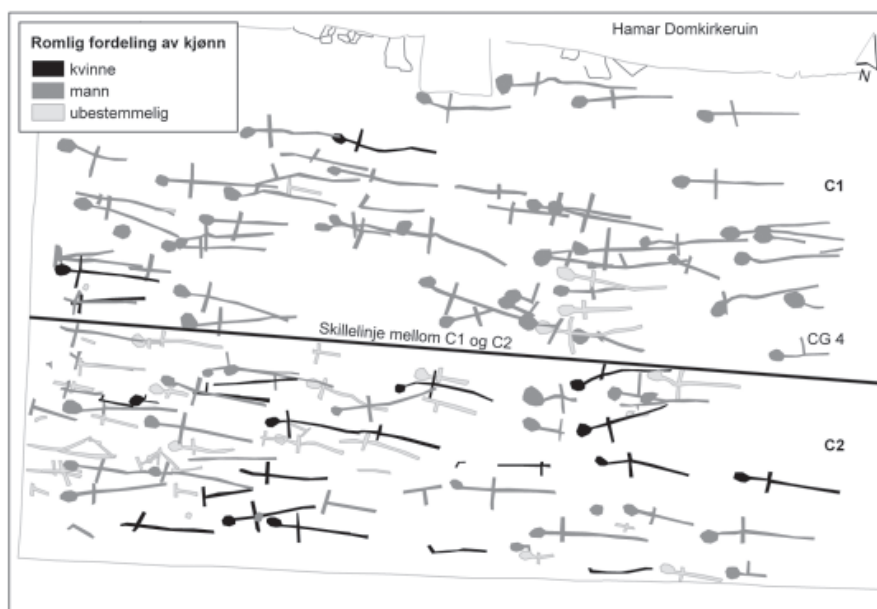 Hamar Domkirkeruin
Romlig fordeling av kjønn
kvinne
mann
ubestemmelig
N
C1
Skillelinje mellom C1 og C2
CG 4
C2